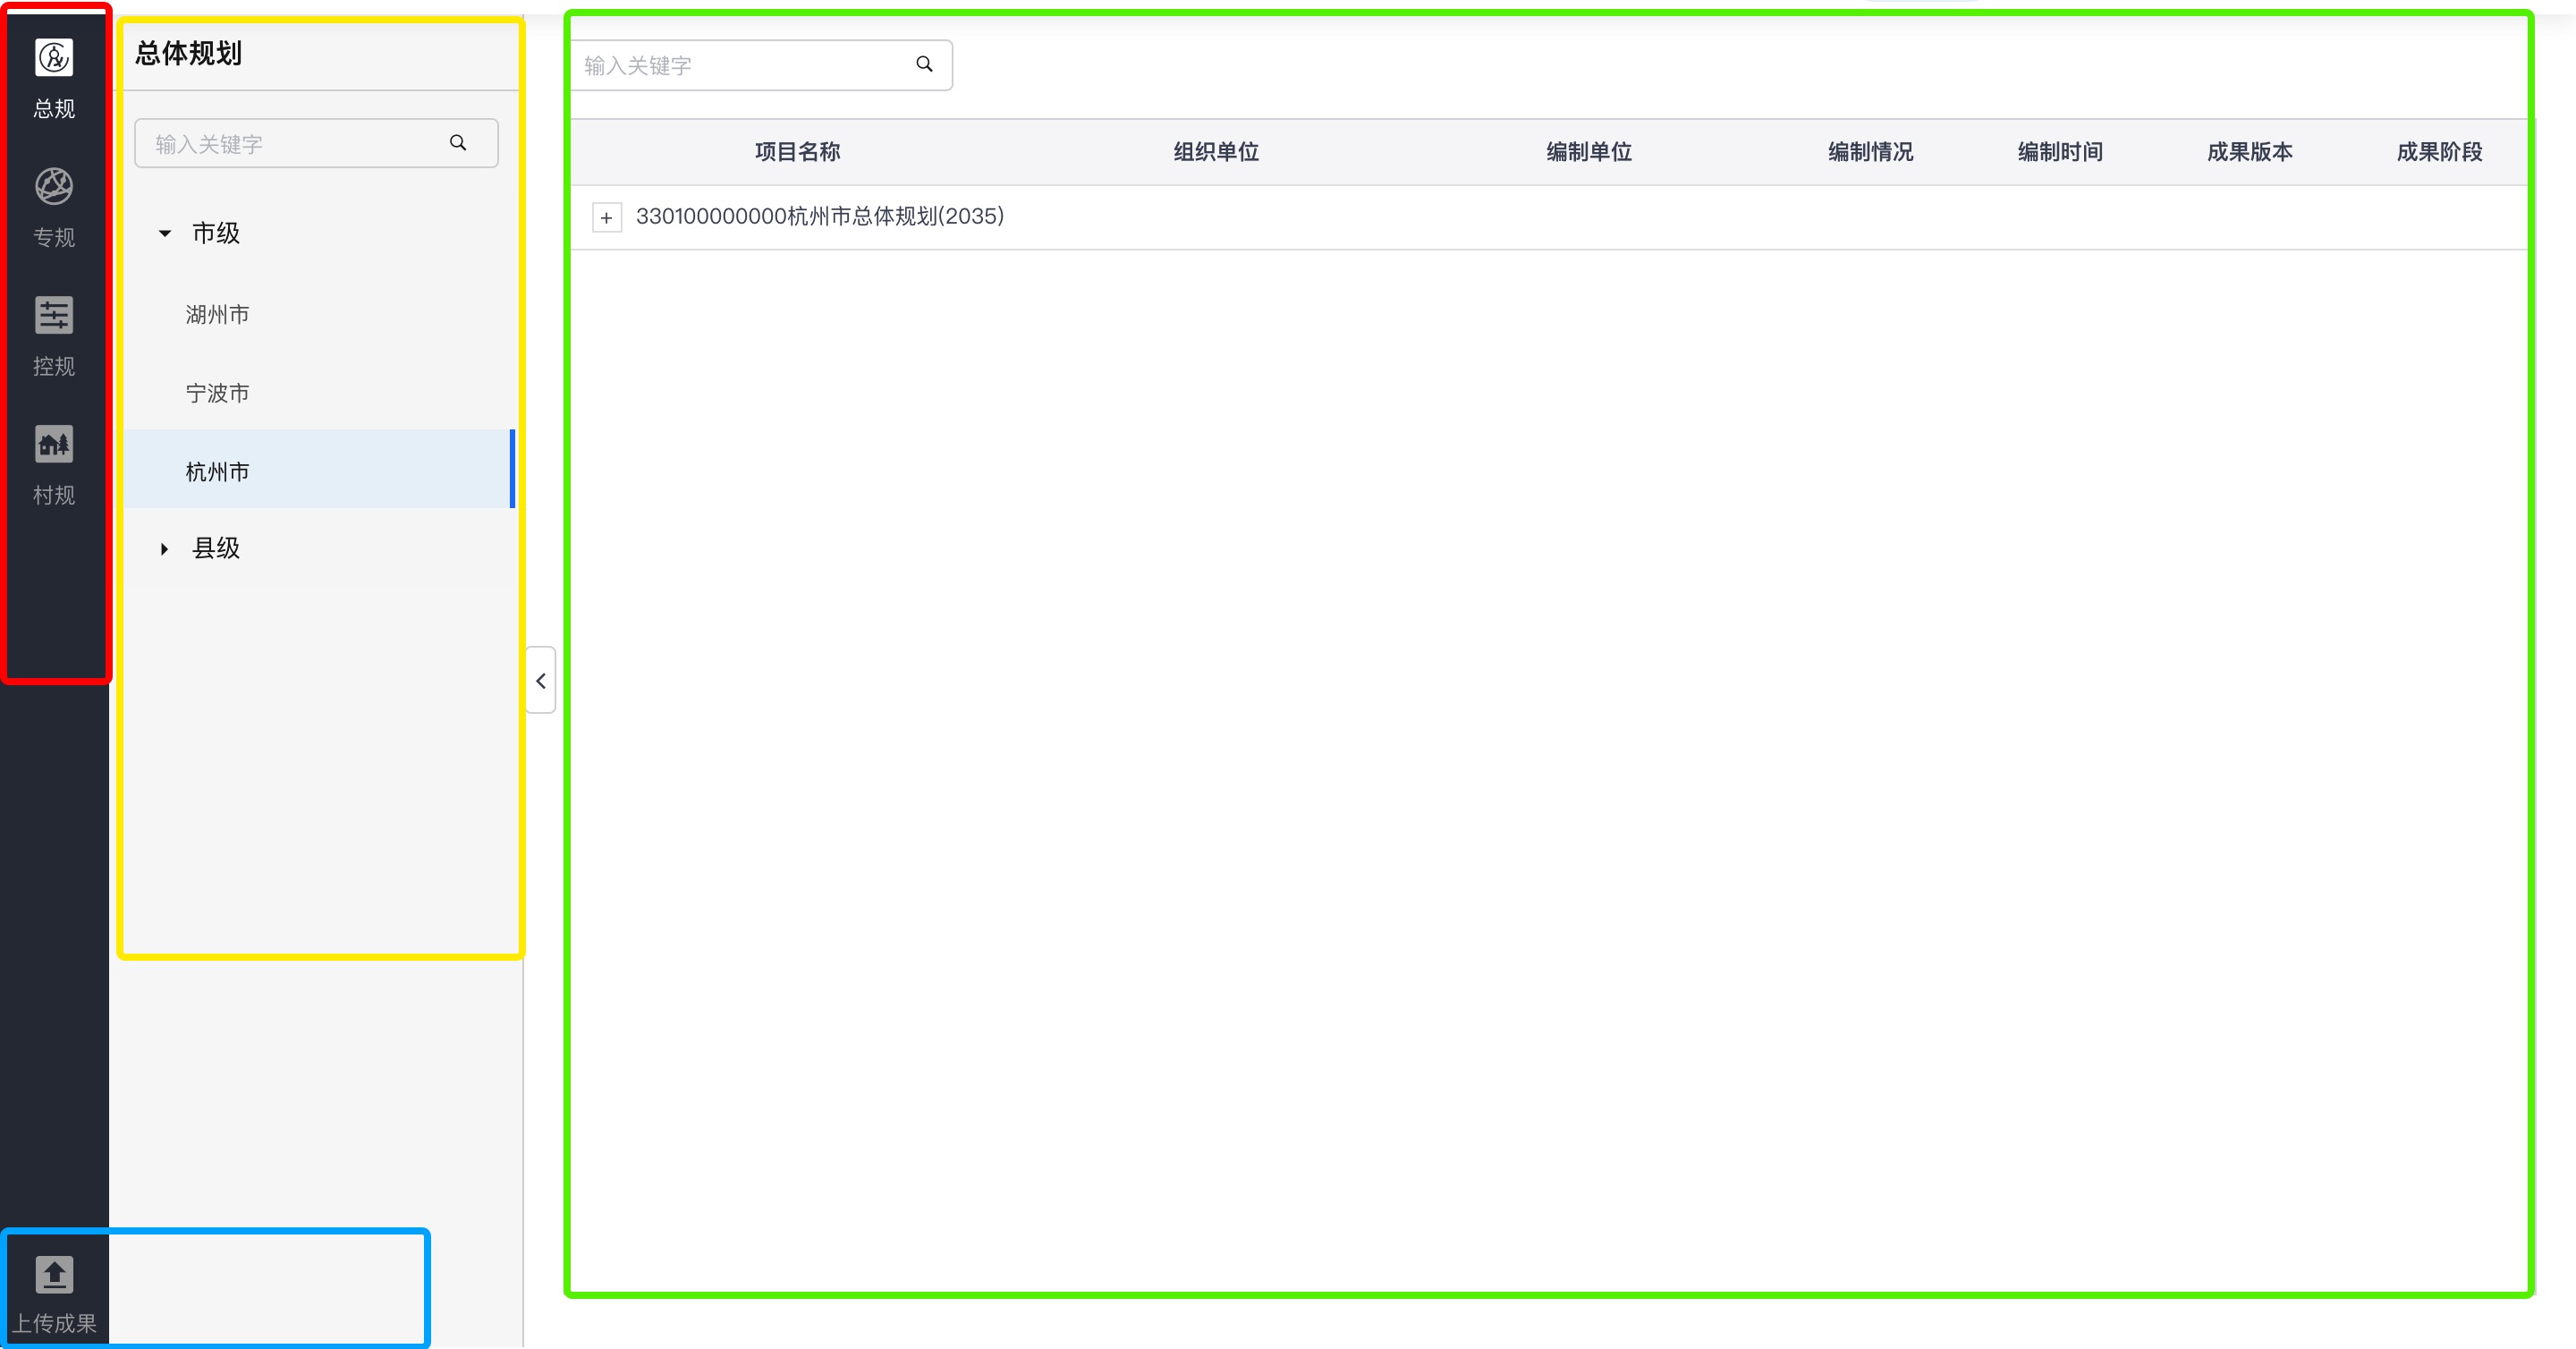 总规
专规
控规
村规
上传成果
总体规划
输入关键字
市级
湖州市
宁波市
杭州市
县级
输入关键字
项目名称 组织单位 编制单位 编制情况 编制时间 成果版本 成果阶段
330100000000杭州市总体规划(2035)